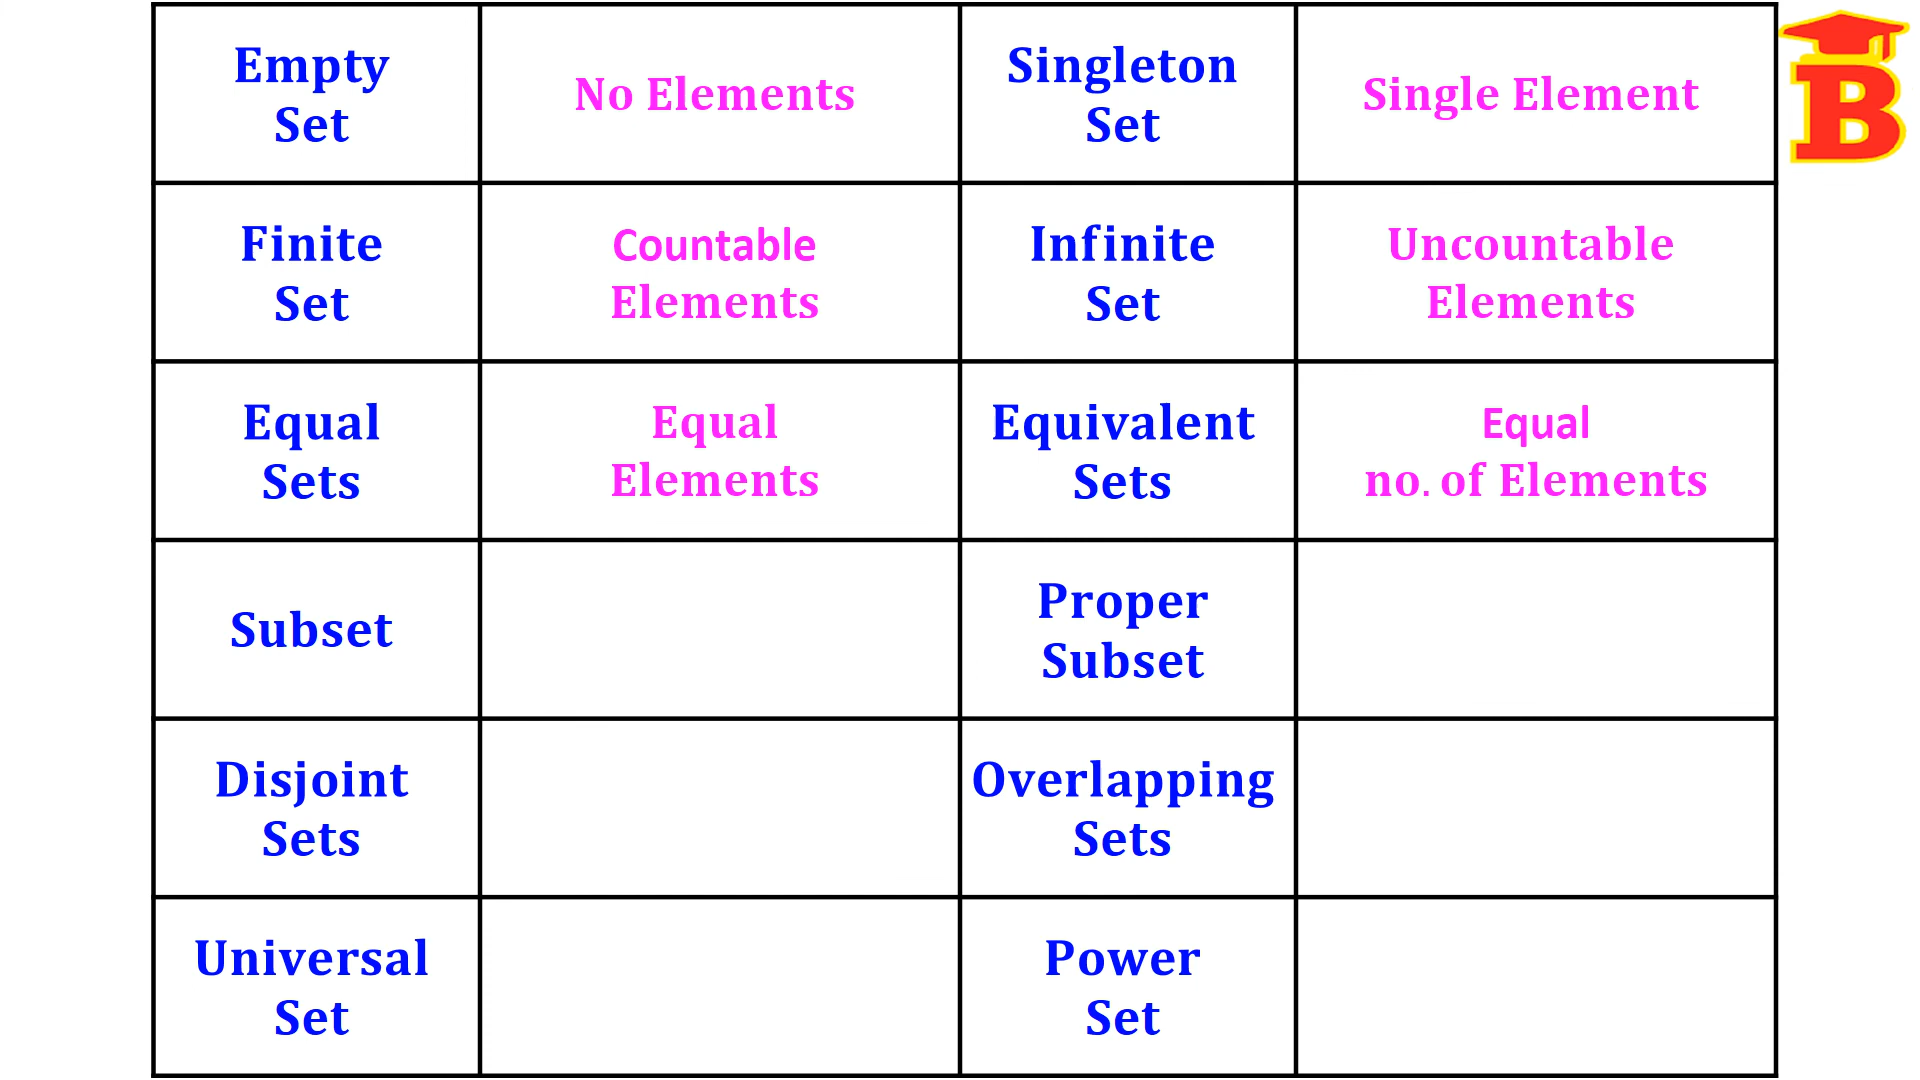 Empty
Set
No Elements
Singleton
Set
Single Element
B
Finite
Set
Countable
Elements
Infinite
Set
Uncountable
Elements
Equal
Sets
Equal
Elements
Equivalent
Sets
Equal
no. of Elements
Subset
Proper
Subset
Disjoint
Sets
Overlapping
Sets
Universal
Set
Power
Set